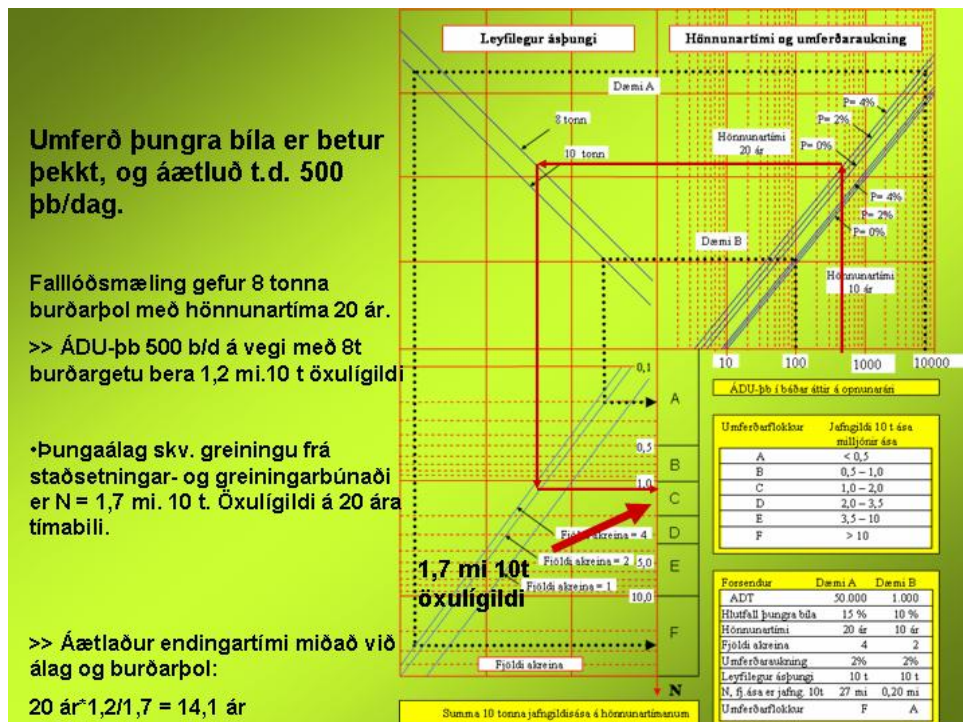 Umferð þungra bíla er betur
þekkt, og áætluð t.d. 500
þb/dag.
Falllóðsmæling gefur 8 tonna
burðarþol með hönnunartíma 20 ár.
>> ÁDU-þb 500 b/d á vegi með 8t
burðargetu bera 1,2 mi.10 t öxulígildi
•Þungaálag skv. greiningu frá
staðsetningar- og greiningarbúnaði
er N = 1,7 mi. 10 t. Öxulígildi á 20 ára
tímabili.
>> Áætlaður endingartími miðað við
álag og burðarþol:
20 ár*1,2/1,7 = 14,1 ár
Leyfilegur ásþungi
Hönnunartími og umferðaraukning
Dæmi A
8 tonn
10 tonn
Hönnunartími
20 ár
P= 4%
P= 2%
P= 0%
P= 4%
P= 2%
P= 0%
Dæmi B
Hönnunartími
10 ár
10
100
1000
10000
ÁDU-þb í báðar áttir á opnunarári
0,1
0,5
1,0
5,0
10,0
A
B
C
D
E
F
Fjöldi akreina = 4
Fjöldi akreina = 2
Fjöldi akreina = 1
1,7 mi 10t
öxulígildi
Fjöldi akreina
N
Summa 10 tonna jafngildisása á hönnunartímanum
Umferðarflokkur Jafngildi 10 t ása
milljónir ása
A < 0,5
B 0,5 – 1,0
C 1,0 – 2,0
D 2,0 – 3,5
E 3,5 – 10
F > 10
Forsendur Dæmi A Dæmi B
ADT 50.000 1.000
Hlutfall þungra bíla 15 % 10 %
Hönnunartími 20 ár 10 ár
Fjöldi akreina 4 2
Umferðaraukning 2% 2%
Leyfilegur ásþungi 10 t 10 t
N, fj.ása er jafng. 10t 27 mi 0,20 mi
Umferðarflokkur F A